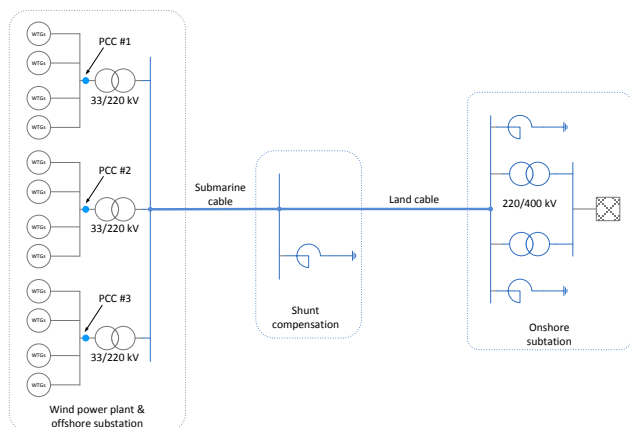 WTGs
WTGs
WTGs
WTGs
PCC #1
33/220 kV
WTGs
WTGs
WTGs
WTGs
PCC #2
33/220 kV
WTGs
WTGs
WTGs
WTGs
PCC #3
33/220 kV
Wind power plant &
offshore substation
Submarine
cable
Shunt
compensation
Land cable
220/400 kV
Onshore
subtation